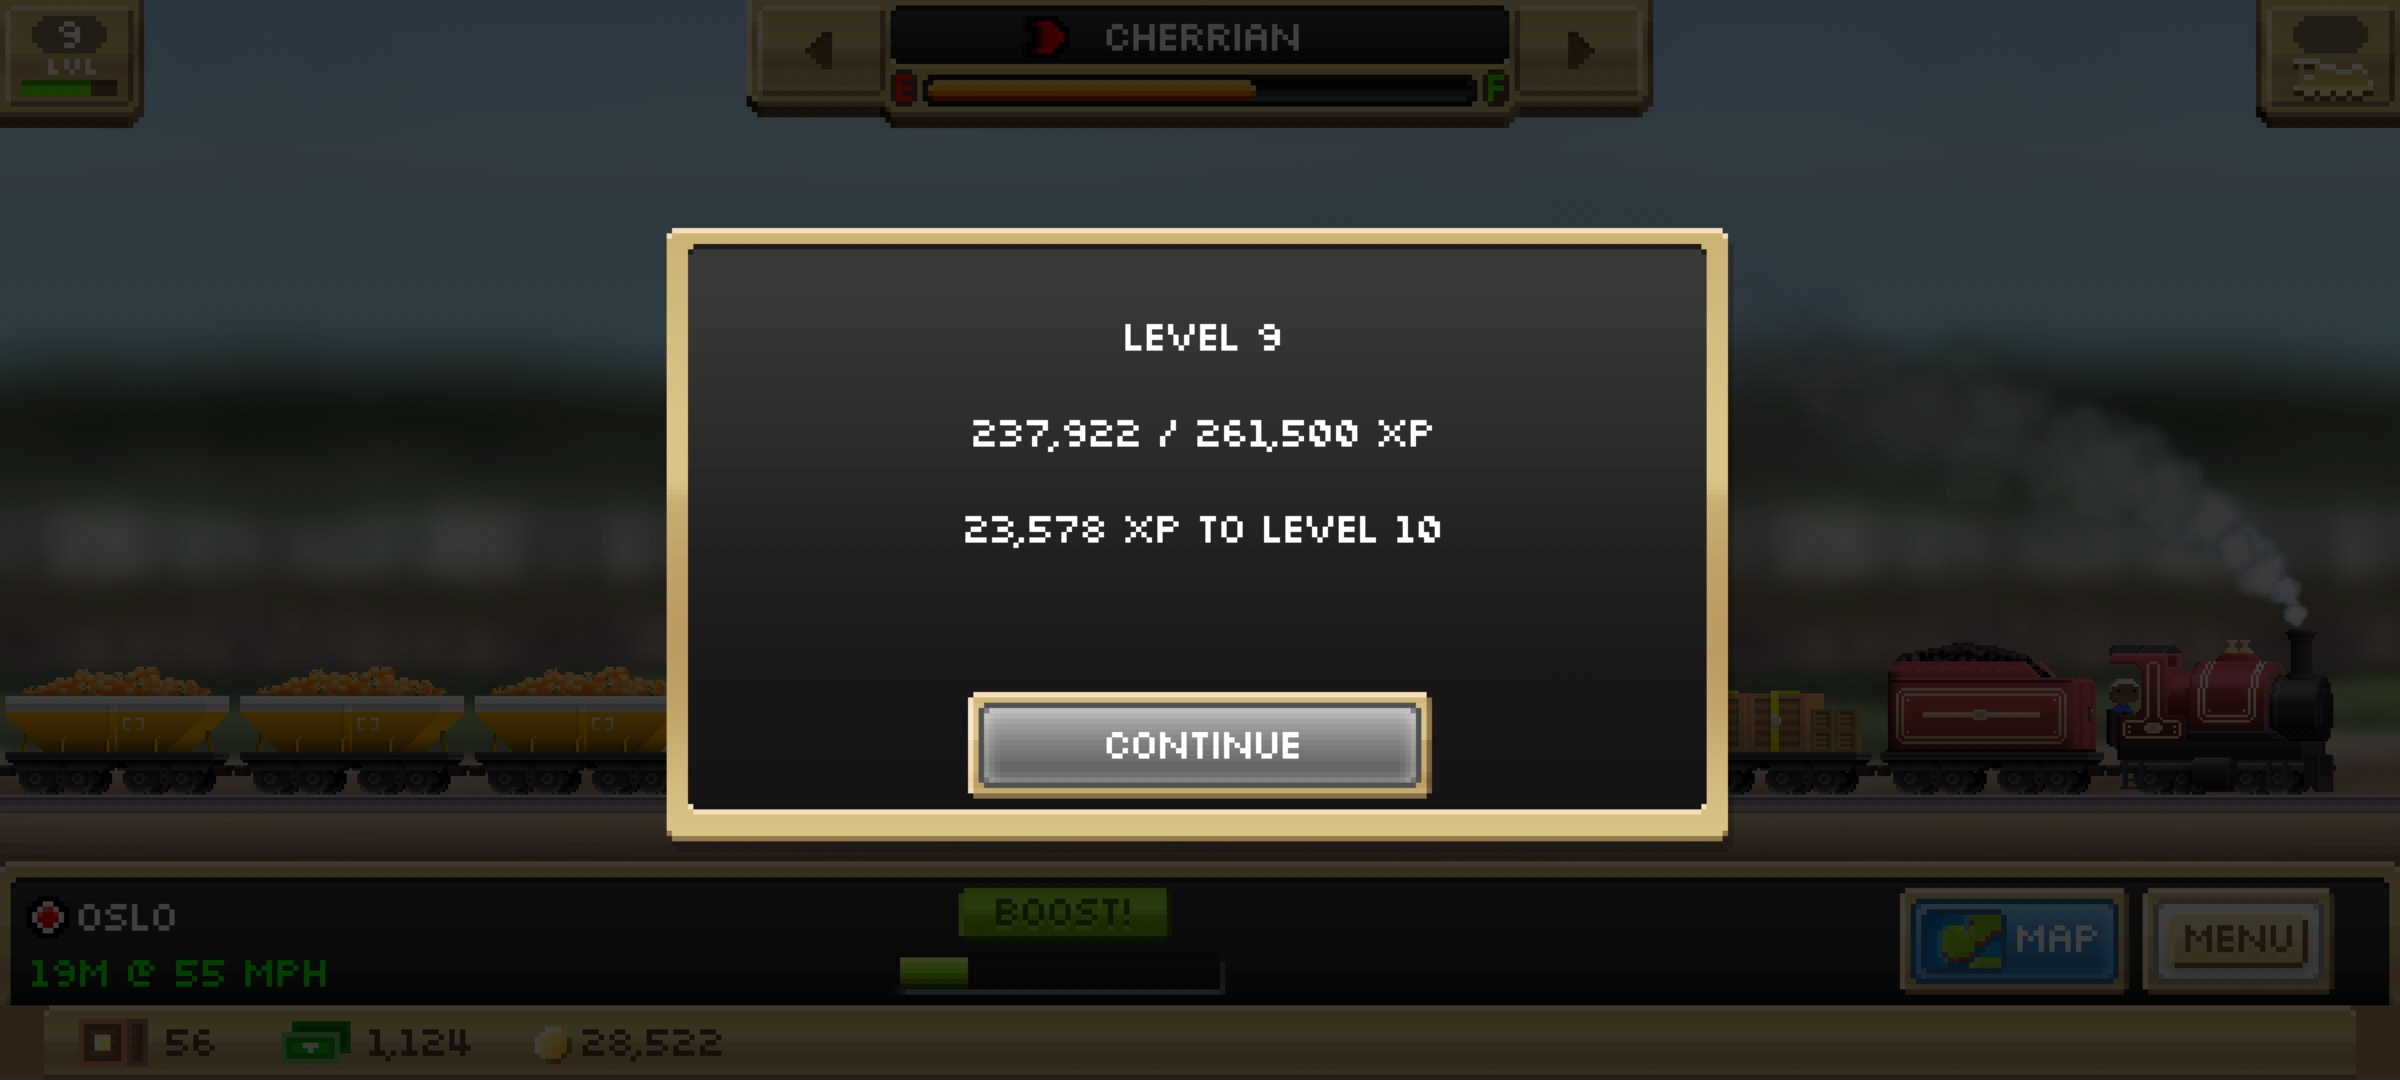 9
LVL
CHERRIAN
E
F
LEVEL 9
237,922 / 261,500 XP
23,578 XP TO LEVEL 10
CONTINUE
OSLO
19M @ 55 MPH
BOOST!
MAP
MENU
56
1,124
28,522